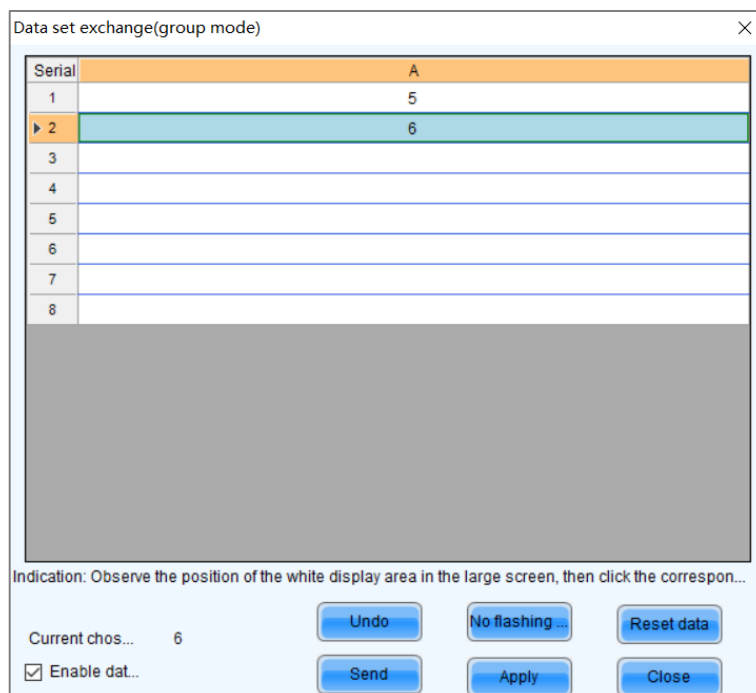 Data set exchange(group mode)
Serial A
1 5
2 6
3
4
5
6
7
8
Indication: Observe the position of the white display area in the large screen, then click the correspon...
Undo No flashing ... Reset data
Current chos... 6
Enable dat... Send Apply Close